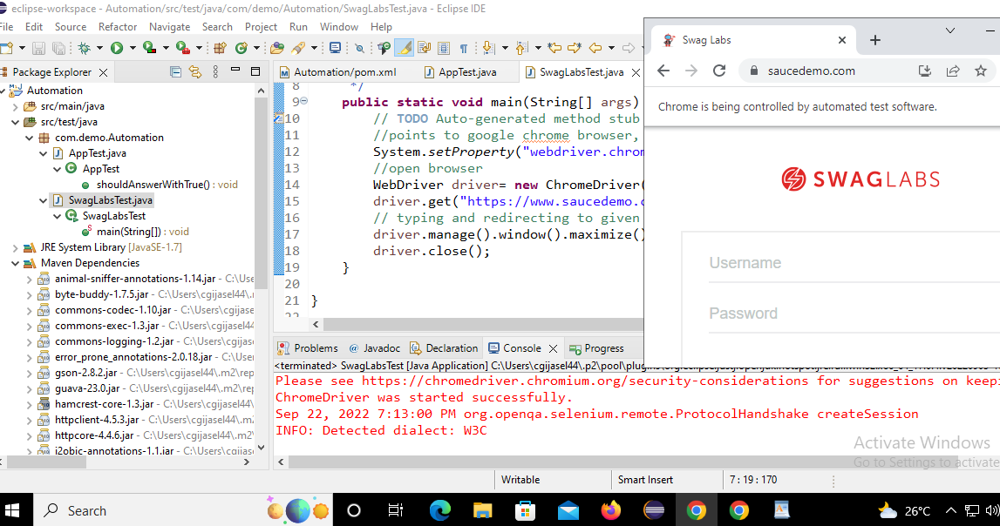 eclipse-workspace - Automation/src/test/java/com/demo/Automation/SwagLabsTest.java - Eclipse IDE
File Edit Source Refactor Navigate Search Project Run Window Help
Package Explorer
Automation
src/main/java
src/test/java
com.demo.Automation
AppTest.java
AppTest
shouldAnswerWithTrue() : void
SwagLabsTest.java
SwagLabsTest
main(String[]) : void
JRE System Library [JavaSE-1.7]
Maven Dependencies
animal-sniffer-annotations-1.14.jar - C:\Use
byte-buddy-1.7.5.jar - C:\Users\cgijasel44\.
commons-codec-1.10.jar - C:\Users\cgijase
commons-exec-1.3.jar - C:\Users\cgijasel44
commons-logging-1.2.jar - C:\Users\cgijase
error_prone_annotations-2.0.18.jar - C:\User
gson-2.8.2.jar - C:\Users\cgijasel44\.m2\rep
guava-23.0.jar - C:\Users\cgijasel44\.m2\rep
hamcrest-core-1.3.jar - C:\Users\cgijasel44
httpclient-4.5.3.jar - C:\Users\cgijasel44\.m
httpcore-4.4.6.jar - C:\Users\cgijasel44\.m2\
j2objc-annotations-1.1.jar - C:\Users\cgijase
Automation/pom.xml AppTest.java SwagLabsTest.java
8 */
9 public static void main(String[] args)
10 // TODO Auto-generated method stub
11 //points to google chrome browser,
12 System.setProperty("webdriver.chrom
13 //open browser
14 WebDriver driver= new ChromeDriver(
15 driver.get("https://www.saucedemo.c
16 // typing and redirecting to given
17 driver.manage().window().maximize()
18 driver.close();
19 }
20
21 }
22
Swag Labs
saucedemo.com
Chrome is being controlled by automated test software.
SWAGLABS
Username
Password
Problems @ Javadoc Declaration Console Progress
<terminated> SwagLabsTest [Java Application] C:\Users\cgijasel44\.p2\pool\plug
Please see https://chromedriver.chromium.org/security-considerations for suggestions on keepi
ChromeDriver was started successfully.
Sep 22, 2022 7:13:00 PM org.openqa.selenium.remote.ProtocolHandshake createSession
INFO: Detected dialect: W3C
Activate Windows
Go to Settings to activate
Writable Smart Insert 7 : 19 : 170
Search
26°C